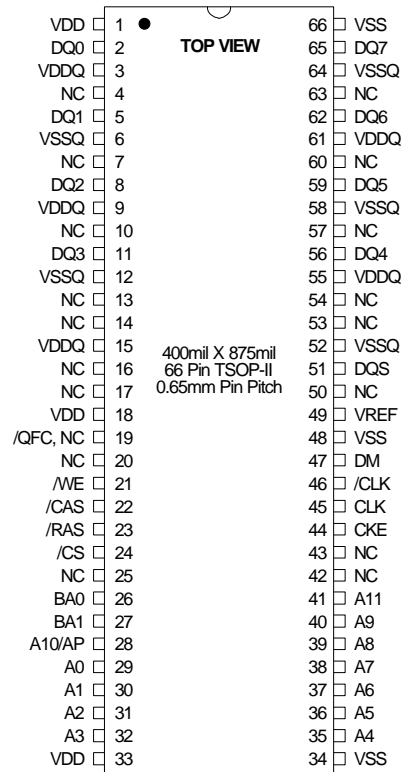 VDD 1 66 VSS
DQ0 2 TOP VIEW 65 DQ7
VDDQ 3 64 VSSQ
NC 4 63 NC
DQ1 5 62 DQ6
VSSQ 6 61 VDDQ
NC 7 60 NC
DQ2 8 59 DQ5
VDDQ 9 58 VSSQ
NC 10 57 NC
DQ3 11 56 DQ4
VSSQ 12 55 VDDQ
NC 13 54 NC
NC 14 53 NC
VDDQ 15 52 VSSQ
400mil X 875mil
NC 16 66 Pin TSOP-II 51 DQS
NC 17 0.65mm Pin Pitch 50 NC
VDD 18 49 VREF
/QFC, NC 19 48 VSS
NC 20 47 DM
/WE 21 46 /CLK
/CAS 22 45 CLK
/RAS 23 44 CKE
/CS 24 43 NC
NC 25 42 NC
BA0 26 41 A11
BA1 27 40 A9
A10/AP 28 39 A8
A0 29 38 A7
A1 30 37 A6
A2 31 36 A5
A3 32 35 A4
VDD 33 34 VSS